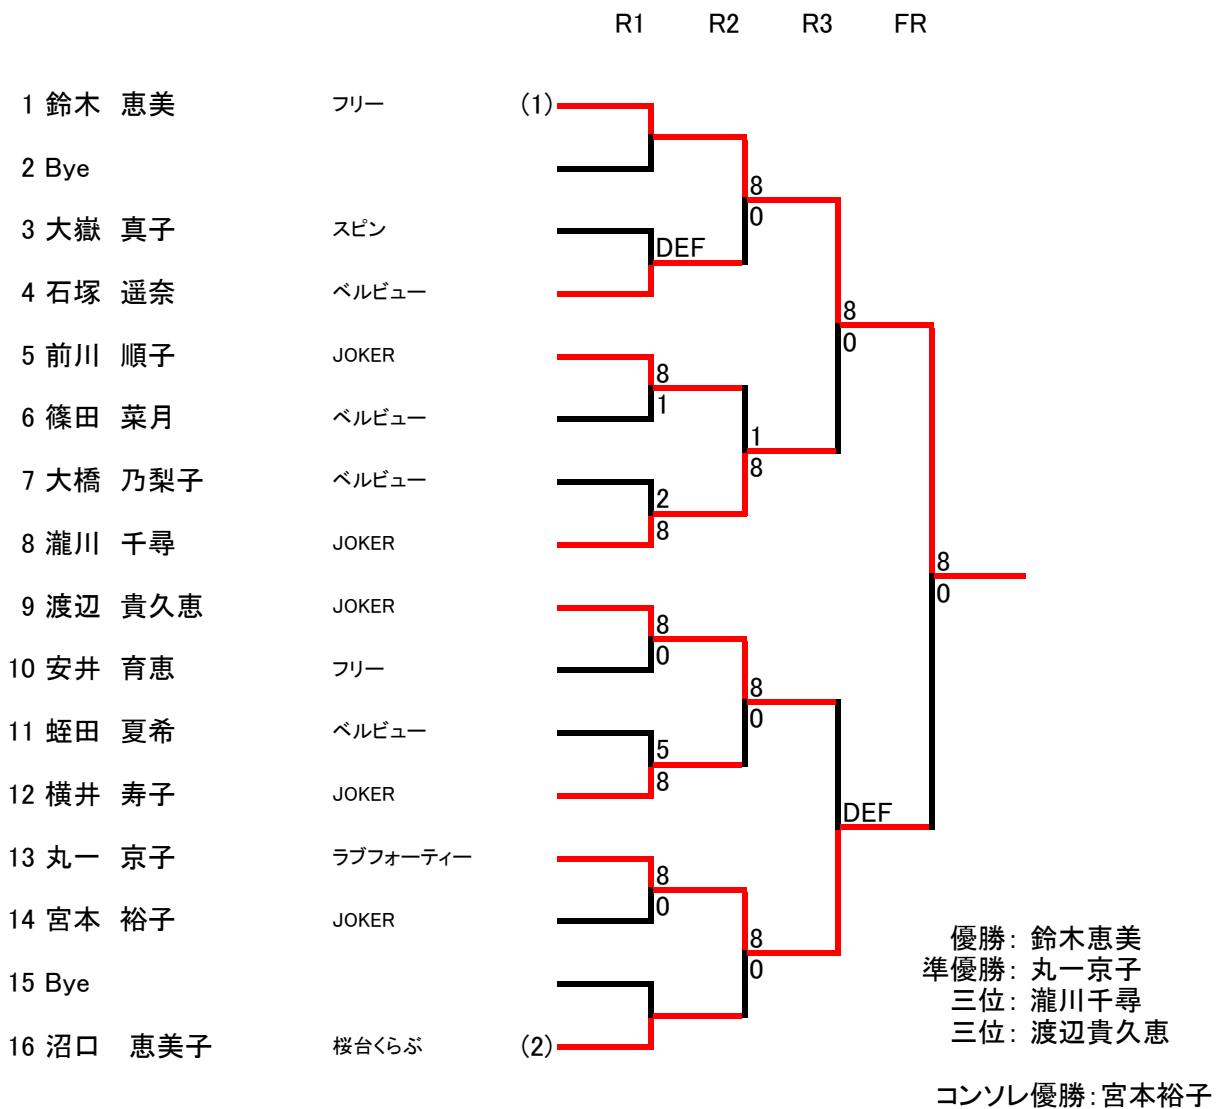 R1 R2 R3 FR
1 鈴木 恵美 フリー (1)
2 Bye
8
0
3 大嶽 真子 スピン
DEF
4 石塚 遥奈 ベルビュー
8
0
5 前川 順子 JOKER
8
1
6 篠田 菜月 ベルビュー
1
8
7 大橋 乃梨子 ベルビュー
2
8
8 瀧川 千尋 JOKER
8
0
9 渡辺 貴久恵 JOKER
8
0
10 安井 育恵 フリー
8
0
11 蛭田 夏希 ベルビュー
5
8
12 横井 寿子 JOKER
DEF
13 丸一 京子 ラブフォーティー
8
0
14 宮本 裕子 JOKER
8
0
15 Bye
16 沼口 恵美子 桜台くらぶ (2)
優勝: 鈴木恵美
準優勝: 丸一京子
三位: 瀧川千尋
三位: 渡辺貴久恵
コンソレ優勝:宮本裕子